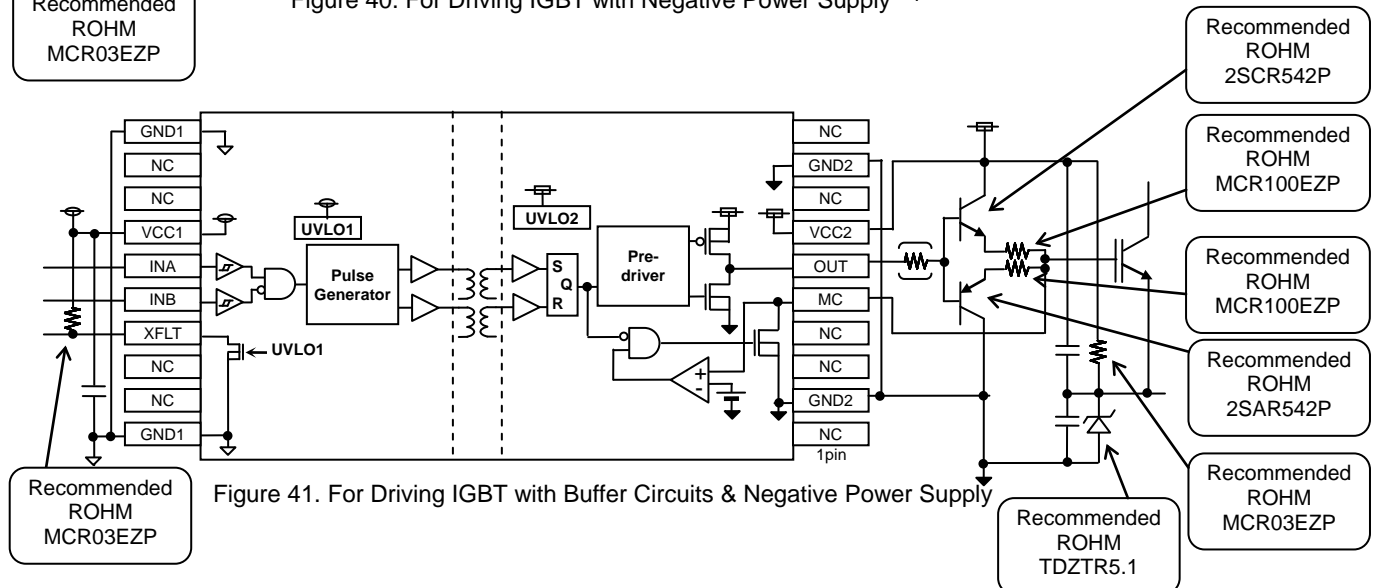 Figure 40. For Driving IGBT with Negative Power Supply
Recommended
ROHM
MCR03EZP
Recommended
ROHM
2SCR542P
Recommended
ROHM
MCR100EZP
Recommended
ROHM
MCR100EZP
Recommended
ROHM
2SAR542P
Recommended
ROHM
MCR03EZP
GND1
NC
NC
VCC1
INA
INB
XFLT
NC
NC
GND1
UVLO1
Pulse
Generator
UVLO1
UVLO2
S
Q
R
Pre-
driver
+
-
NC
GND2
NC
VCC2
OUT
MC
NC
NC
GND2
NC
1pin
Recommended
ROHM
MCR03EZP
Figure 41. For Driving IGBT with Buffer Circuits & Negative Power Supply
Recommended
ROHM
TDZTR5.1